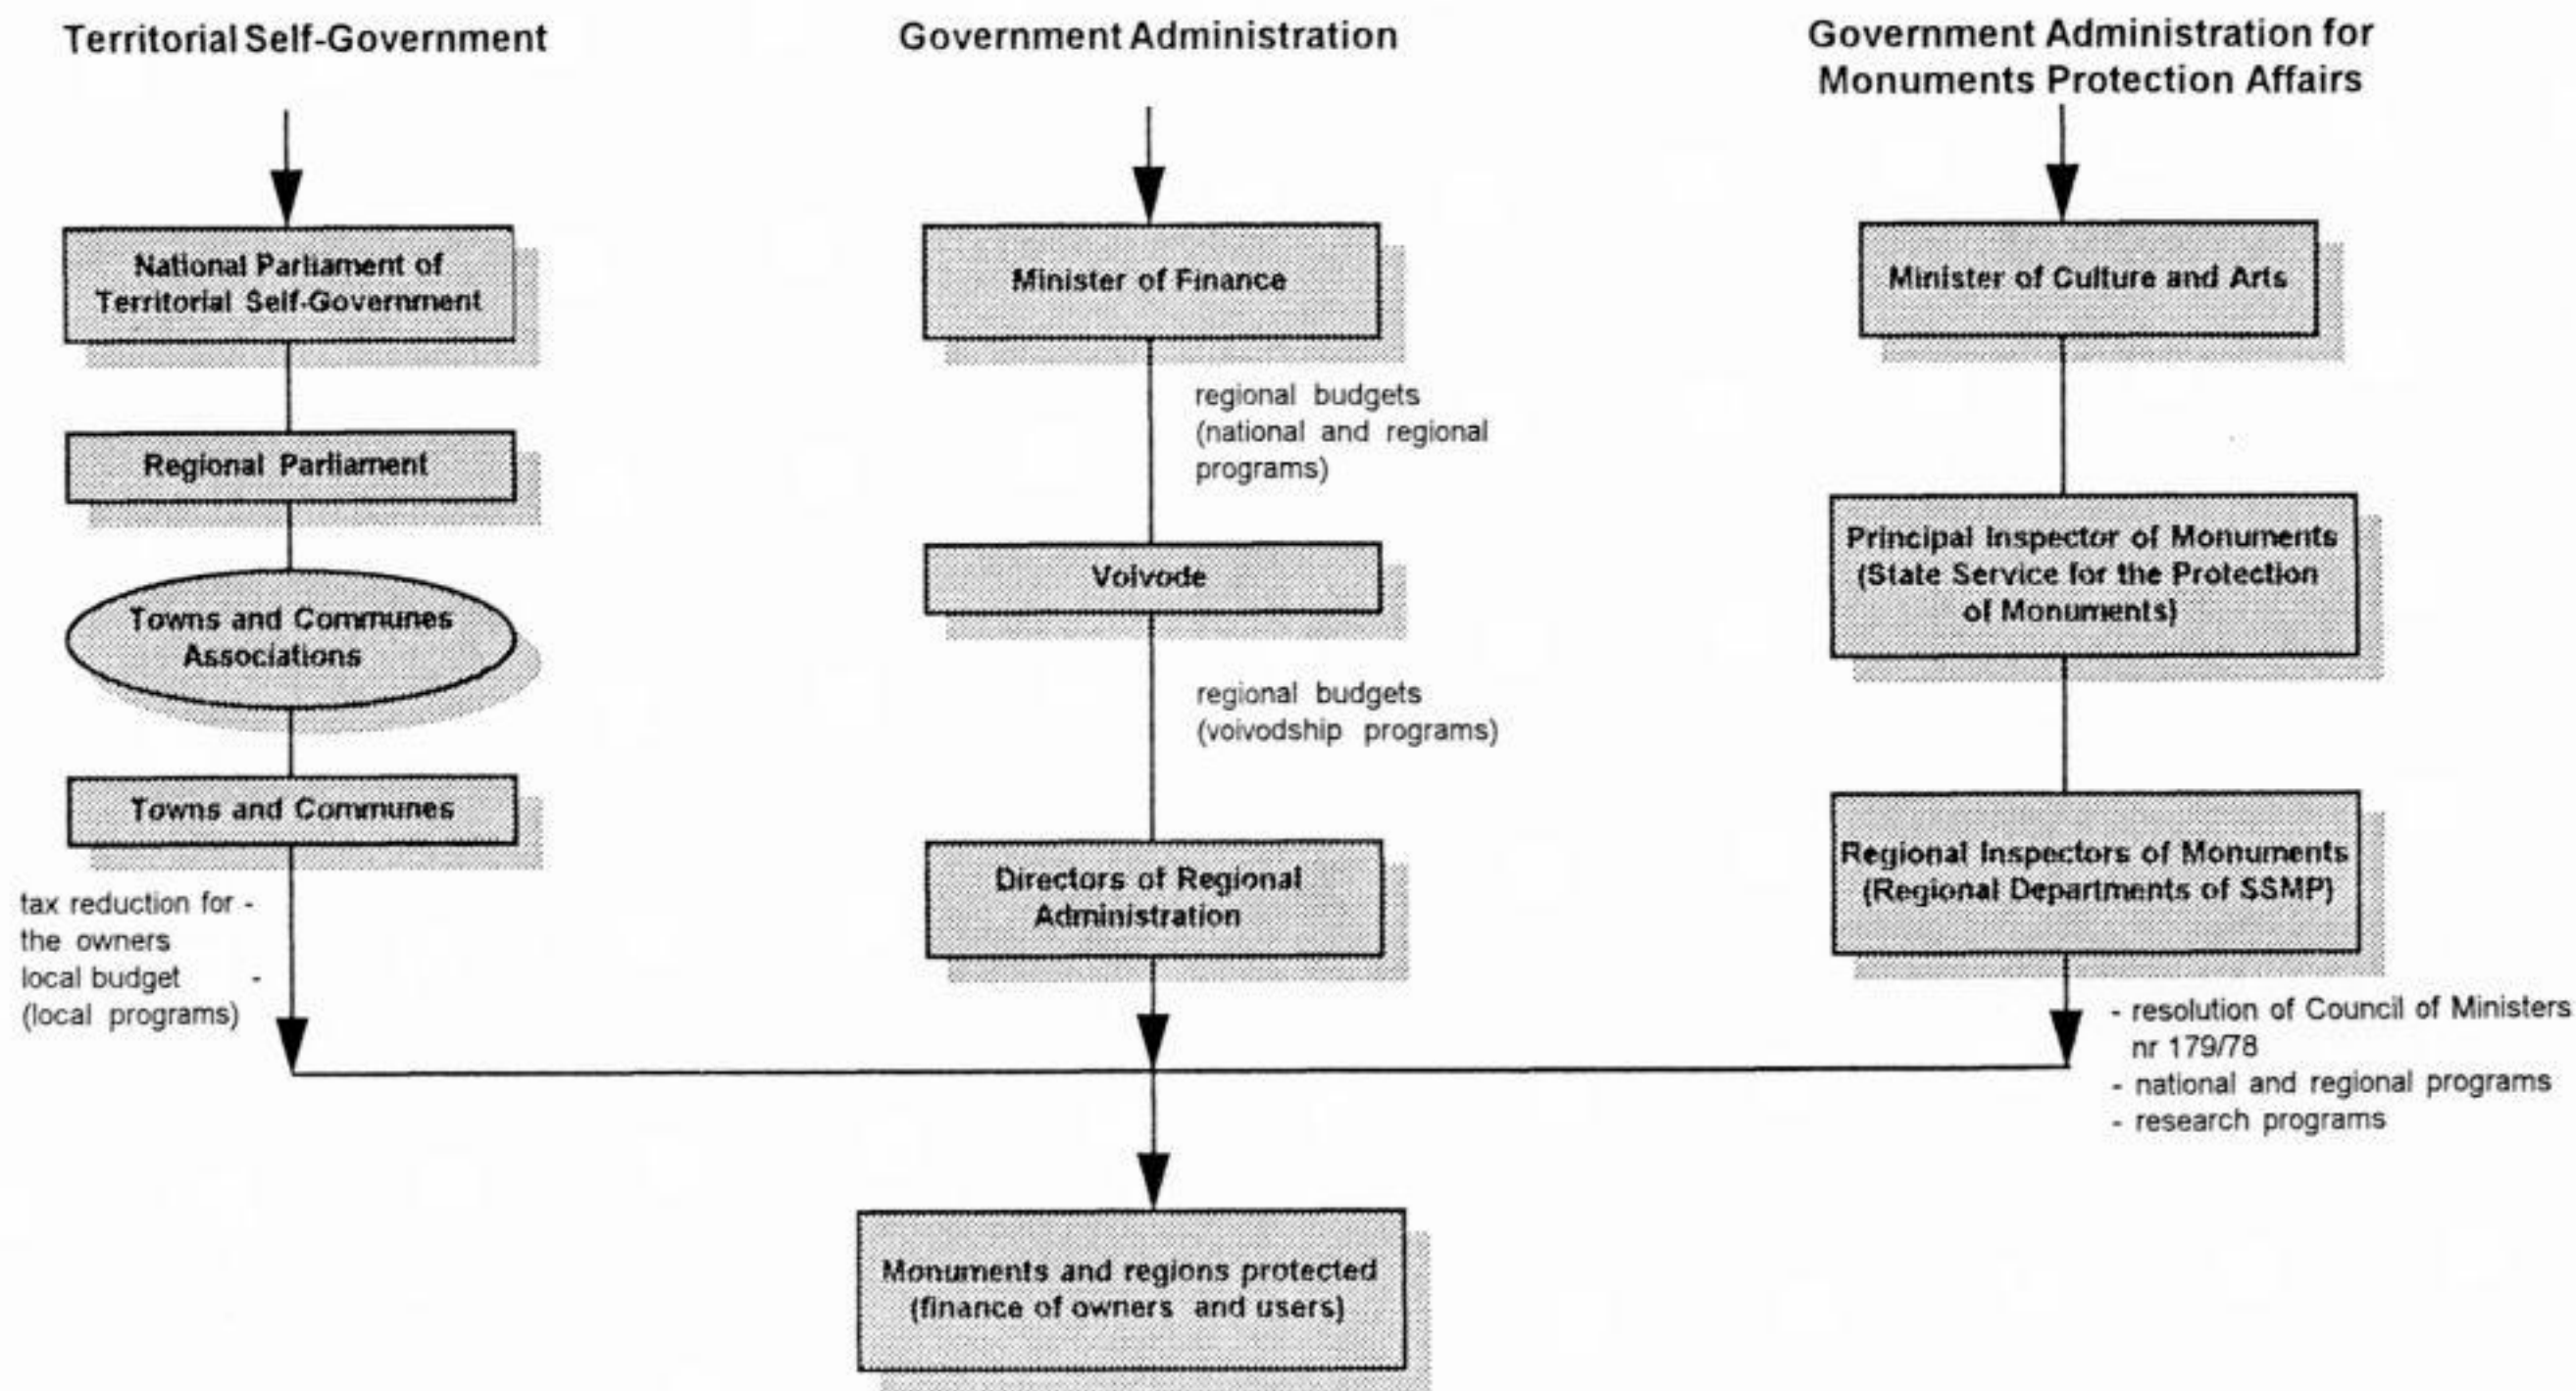 Territorial Self-Government
National Parliament of
Territorial Self-Government
Regional Parliament
Towns and Communes
Associations
Towns and Communes
tax reduction for -
the owners
local budget -
(local programs)
Government Administration
Minister of Finance
regional budgets
(national and regional
programs)
Voivode
regional budgets
(voivodship programs)
Directors of Regional
Administration
Government Administration for
Monuments Protection Affairs
Minister of Culture and Arts
Principal Inspector of Monuments
(State Service for the Protection
of Monuments)
Regional Inspectors of Monuments
(Regional Departments of SSMP)
- resolution of Council of Ministers
nr 179/78
- national and regional programs
- research programs
Monuments and regions protected
(finance of owners and users)